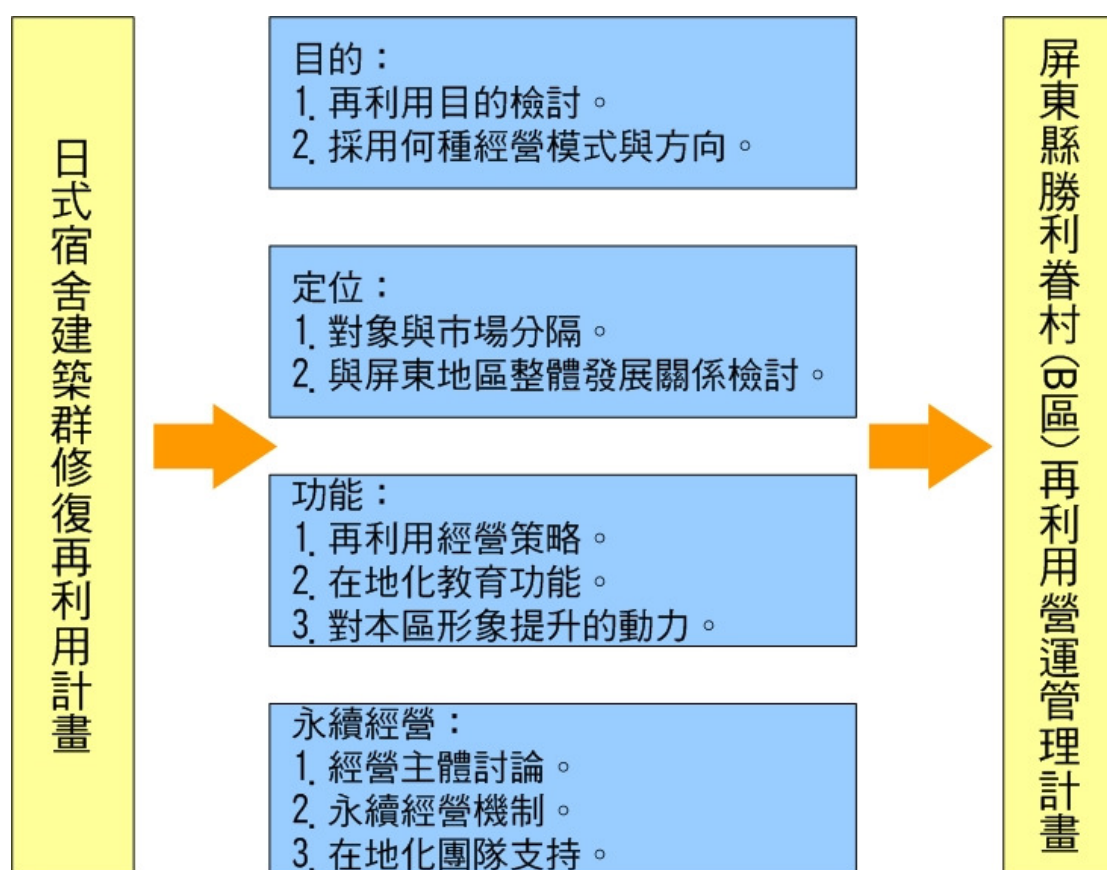 日式宿舍建築群修復再利用計畫
目的：
1. 再利用目的檢討。
2. 採用何種經營模式與方向。
定位：
1. 對象與市場分隔。
2. 與屏東地區整體發展關係檢討。
功能：
1. 再利用經營策略。
2. 在地化教育功能。
3. 對本區形象提升的動力。
永續經營：
1. 經營主體討論。
2. 永續經營機制。
3. 在地化團隊支持。
屏東縣勝利眷村(B區)再利用營運管理計畫